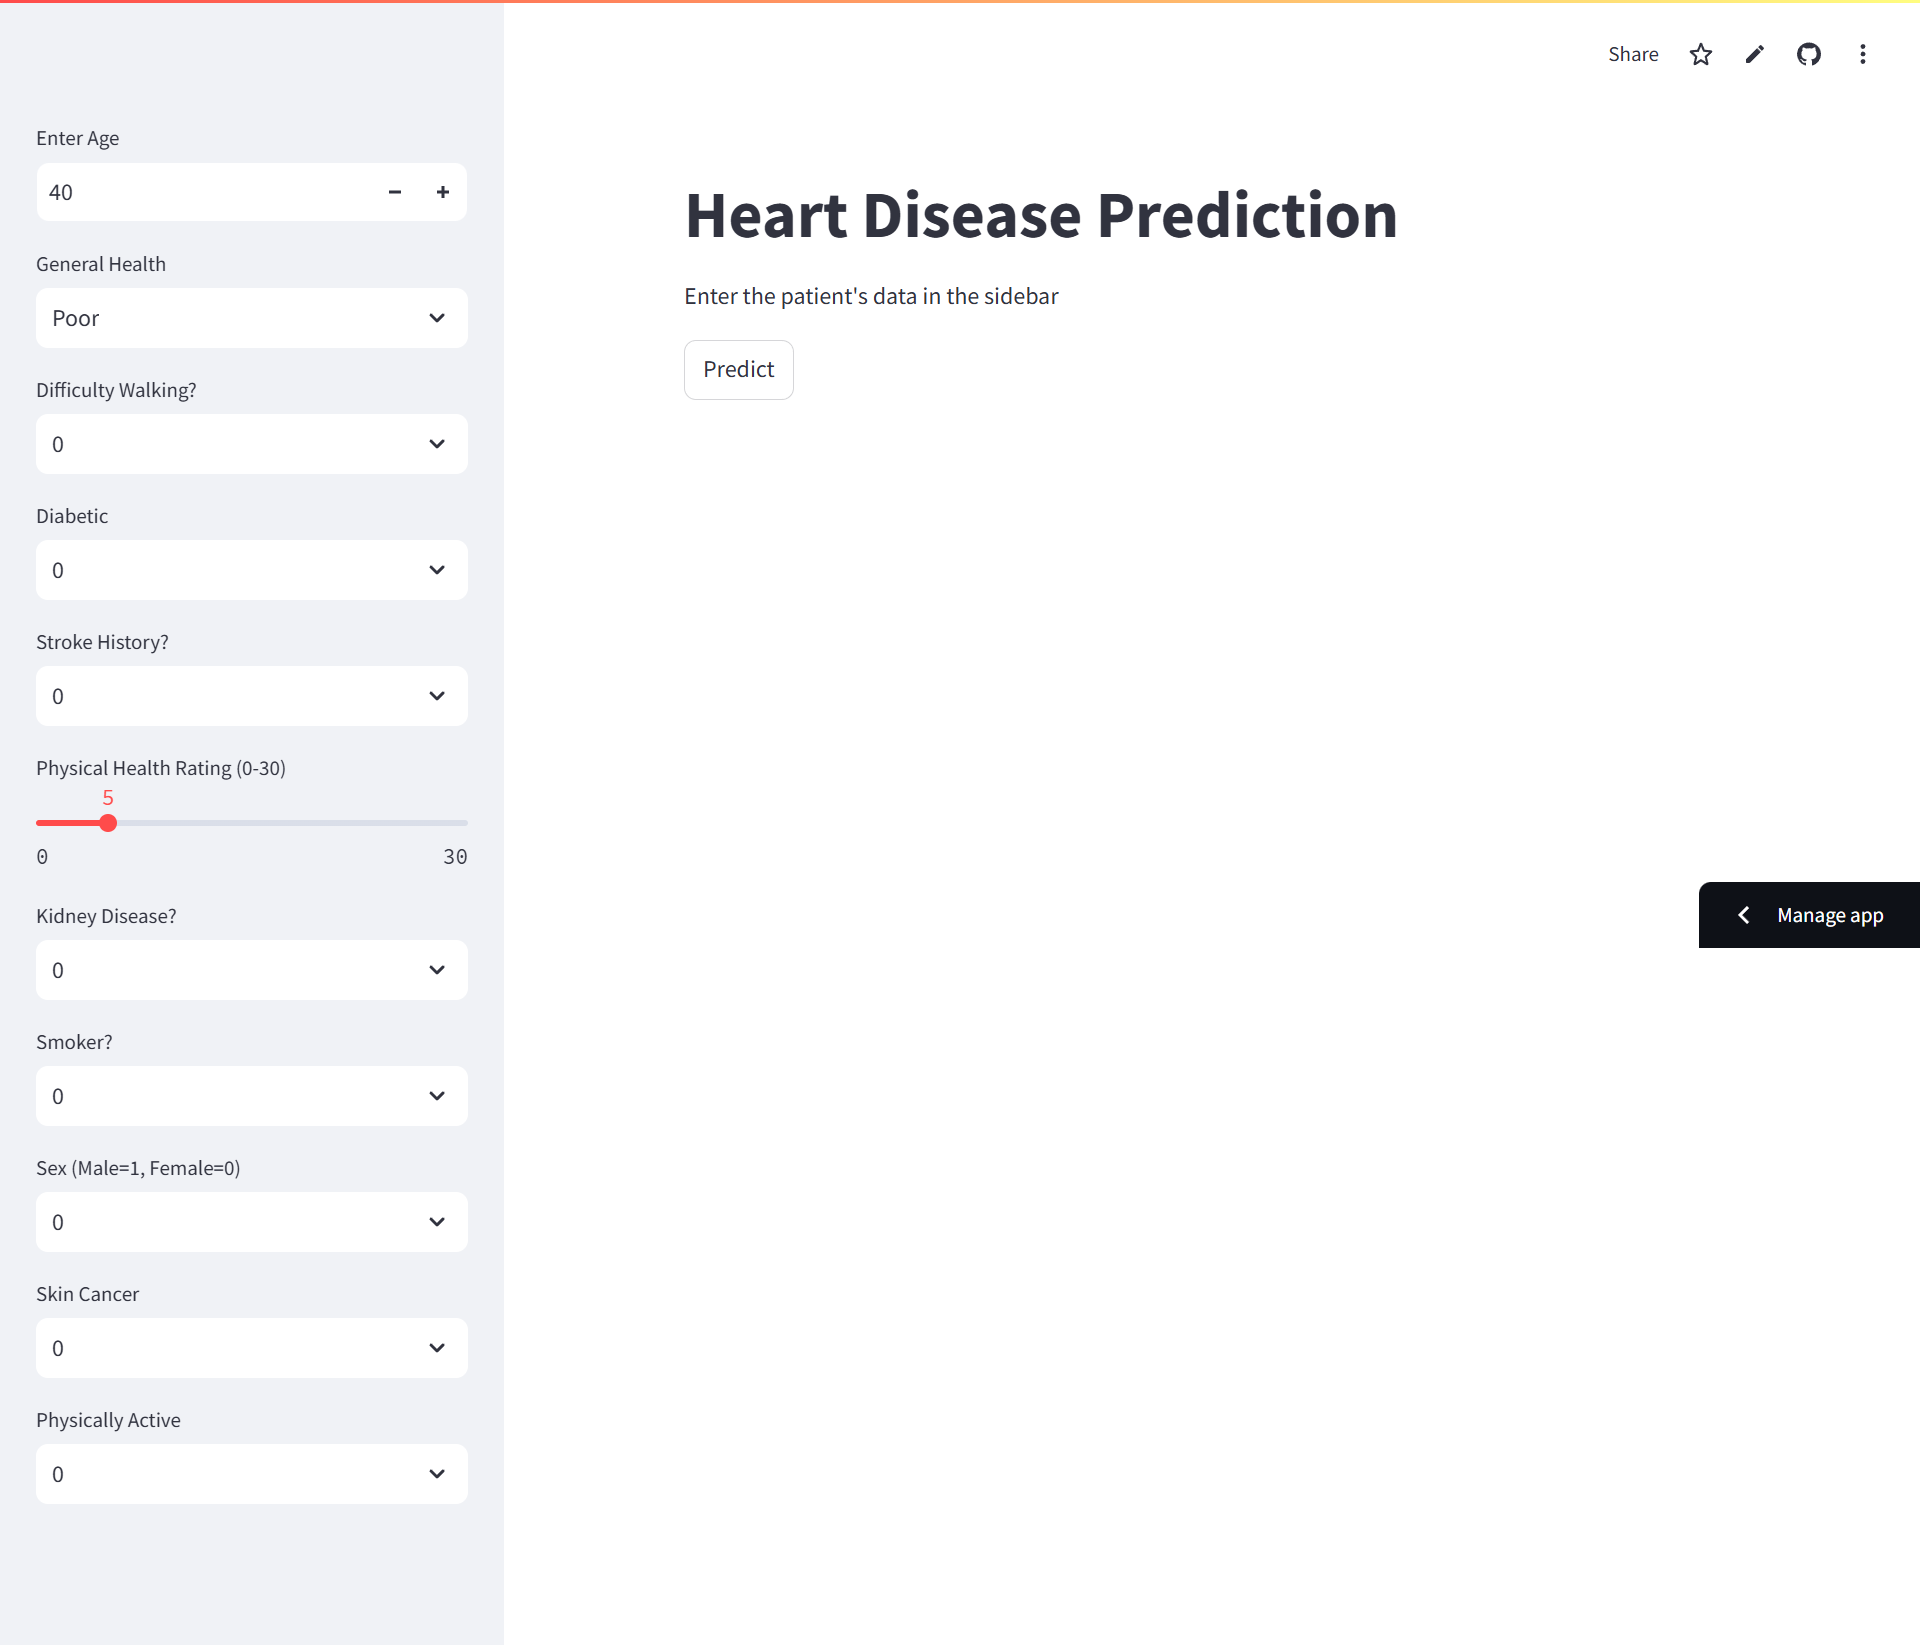 Share
Enter Age
40
General Health
Poor
Difficulty Walking?
0
Diabetic
0
Stroke History?
0
Physical Health Rating (0-30)
5
0 30
Kidney Disease?
0
Smoker?
0
Sex (Male=1, Female=0)
0
Skin Cancer
0
Physically Active
0
Heart Disease Prediction
Enter the patient's data in the sidebar
Predict
Manage app